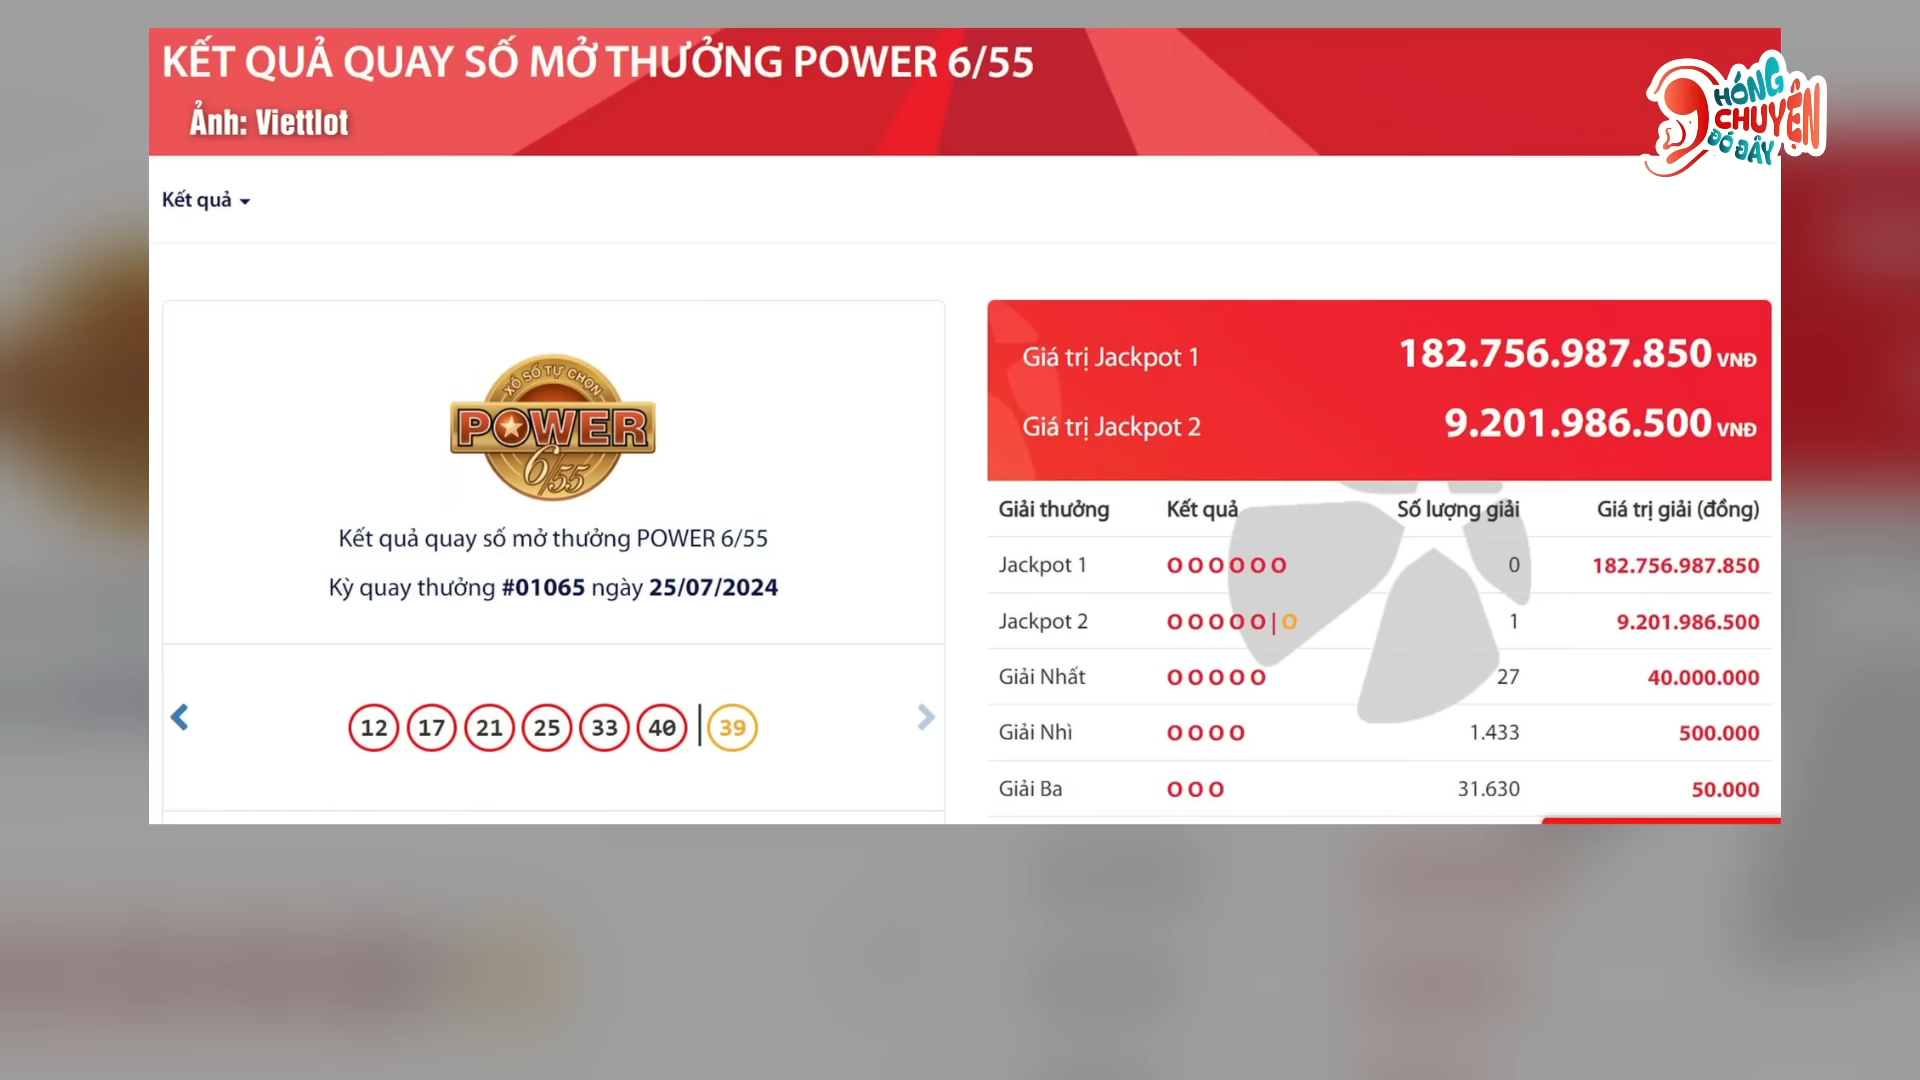 KẾT QUẢ QUAY SỐ MỞ THƯỞNG POWER 6/55
Ảnh: Viettlot
HÓNG
CHUYỆN
ĐÓ ĐÂY
Kết quả
XỔ SỐ TỰ CHỌN
POWER
6/55
Kết quả quay số mở thưởng POWER 6/55
Kỳ quay thưởng #01065 ngày 25/07/2024
12 17 21 25 33 40 | 39
Giá trị Jackpot 1 182.756.987.850 VNĐ
Giá trị Jackpot 2 9.201.986.500 VNĐ
Giải thưởng Kết quả Số lượng giải Giá trị giải (đồng)
Jackpot 1 O O O O O O 0 182.756.987.850
Jackpot 2 O O O O O | O 1 9.201.986.500
Giải Nhất O O O O O 27 40.000.000
Giải Nhì O O O O 1.433 500.000
Giải Ba O O O 31.630 50.000